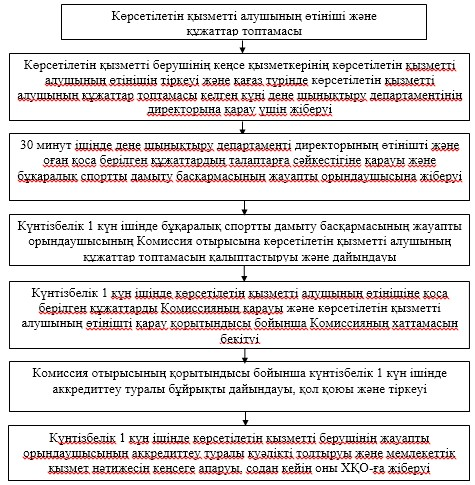 Көрсетілетін қызметті алушының өтініші және
құжаттар топтамасы
Көрсетілетін қызметті берушінің кеңсе қызметкерінің көрсетілетін қызметті
алушының өтінішін тіркеуі және қағаз түрінде көрсетілетін қызметті
алушының құжаттар топтамасы келген күні дене шынықтыру департаментінің
директорына қарау үшін жіберуі
30 минут ішінде дене шынықтыру департаменті директорының өтінішті және
оған қоса берілген құжаттардың талаптарға сәйкестігіне қарауы және
бұқаралық спортты дамыту басқармасының жауапты орындаушысына жіберуі
Күнтізбелік 1 күн ішінде бұқаралық спортты дамыту басқармасының жауапты
орындаушысының Комиссия отырысына көрсетілетін қызметті алушының
құжаттар топтамасын қалыптастыруы және дайындауы
Күнтізбелік 1 күн ішінде көрсетілетін қызметті алушының өтінішіне қоса
берілген құжаттарды Комиссияның қарауы және көрсетілетін қызметті
алушының өтінішті қарау қорытындысы бойынша Комиссияның хаттамасын
бекітуі
Комиссия отырысының қорытындысы бойынша күнтізбелік 1 күн ішінде
аккредиттеу туралы бұйрықты дайындауы, қол қоюы және тіркеуі
Күнтізбелік 1 күн ішінде көрсетілетін қызметті берушінің жауапты
орындаушысының аккредиттеу туралы куәлікті толтыруы және мемлекеттік
қызмет нәтижесін кеңсеге апаруы, содан кейін оны ХҚО-ға жіберуі